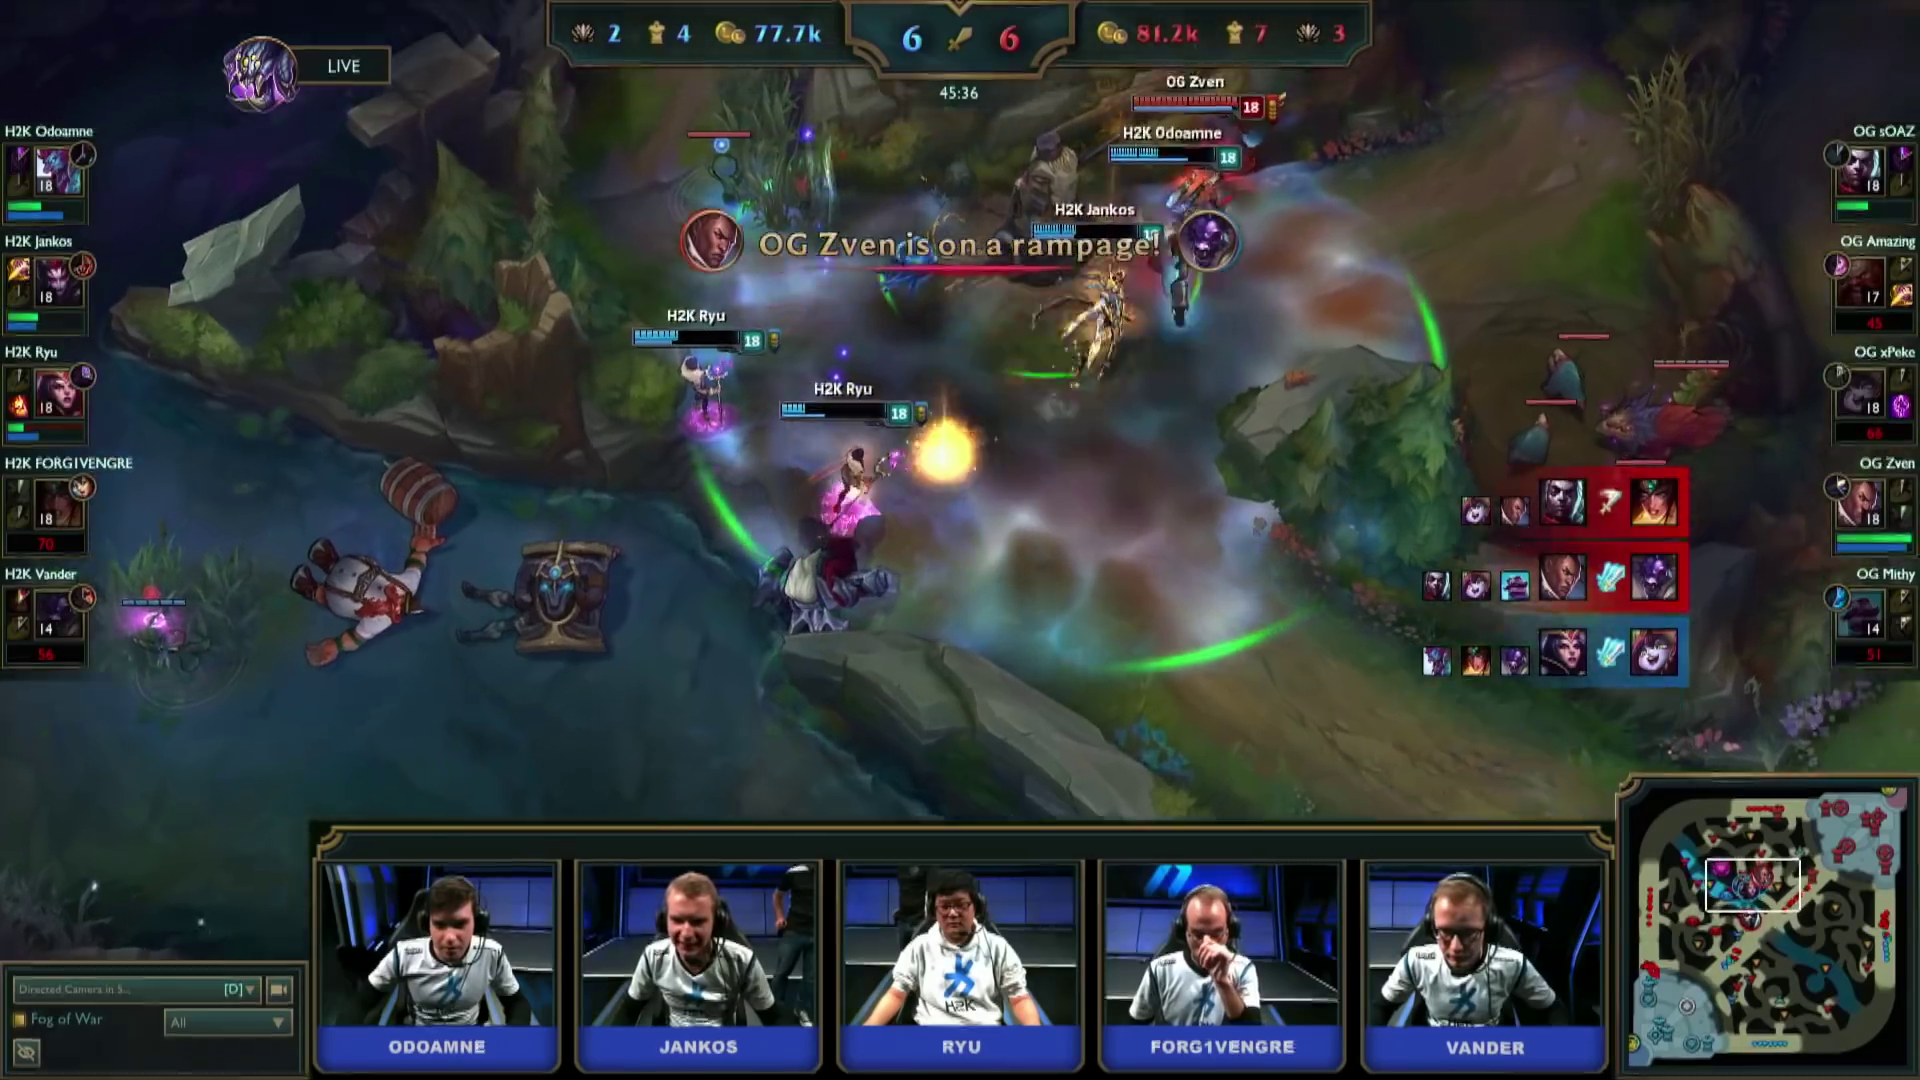 2 4 77.7k 6 6 81.2k 7 3
45:36
LIVE
OG Zven
18
H2K Odoamne
18
H2K Jankos
OG Zven is on a rampage!
H2K Ryu
18
H2K Ryu
18
H2K Odoamne
18
H2K Jankos
18
H2K Ryu
18
H2K FORG1VENGRE
18
70
H2K Vander
14
56
OG sOAZ
18
OG Amazing
17
45
OG xPeke
18
66
OG Zven
18
OG Mithy
14
51
Directed Camera in S... [D]
Fog of War
All
H2K
ODOAMNE
JANKOS
RYU
FORG1VENGRE
VANDER